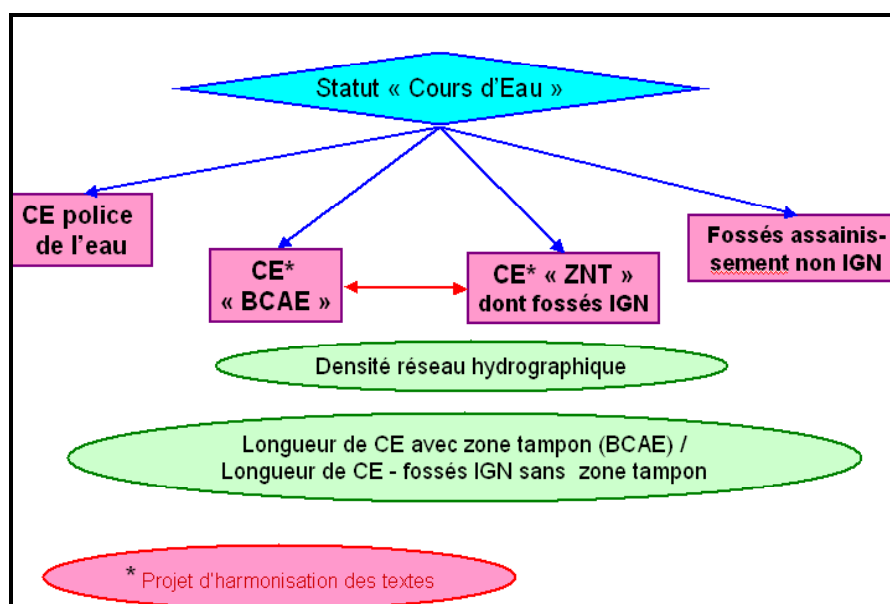 Statut « Cours d'Eau »
CE police
de l'eau
CE*
« BCAE »
CE* « ZNT »
dont fossés IGN
Fossés assainis-
sement non IGN
Densité réseau hydrographique
Longueur de CE avec zone tampon (BCAE) /
Longueur de CE - fossés IGN sans zone tampon
* Projet d'harmonisation des textes